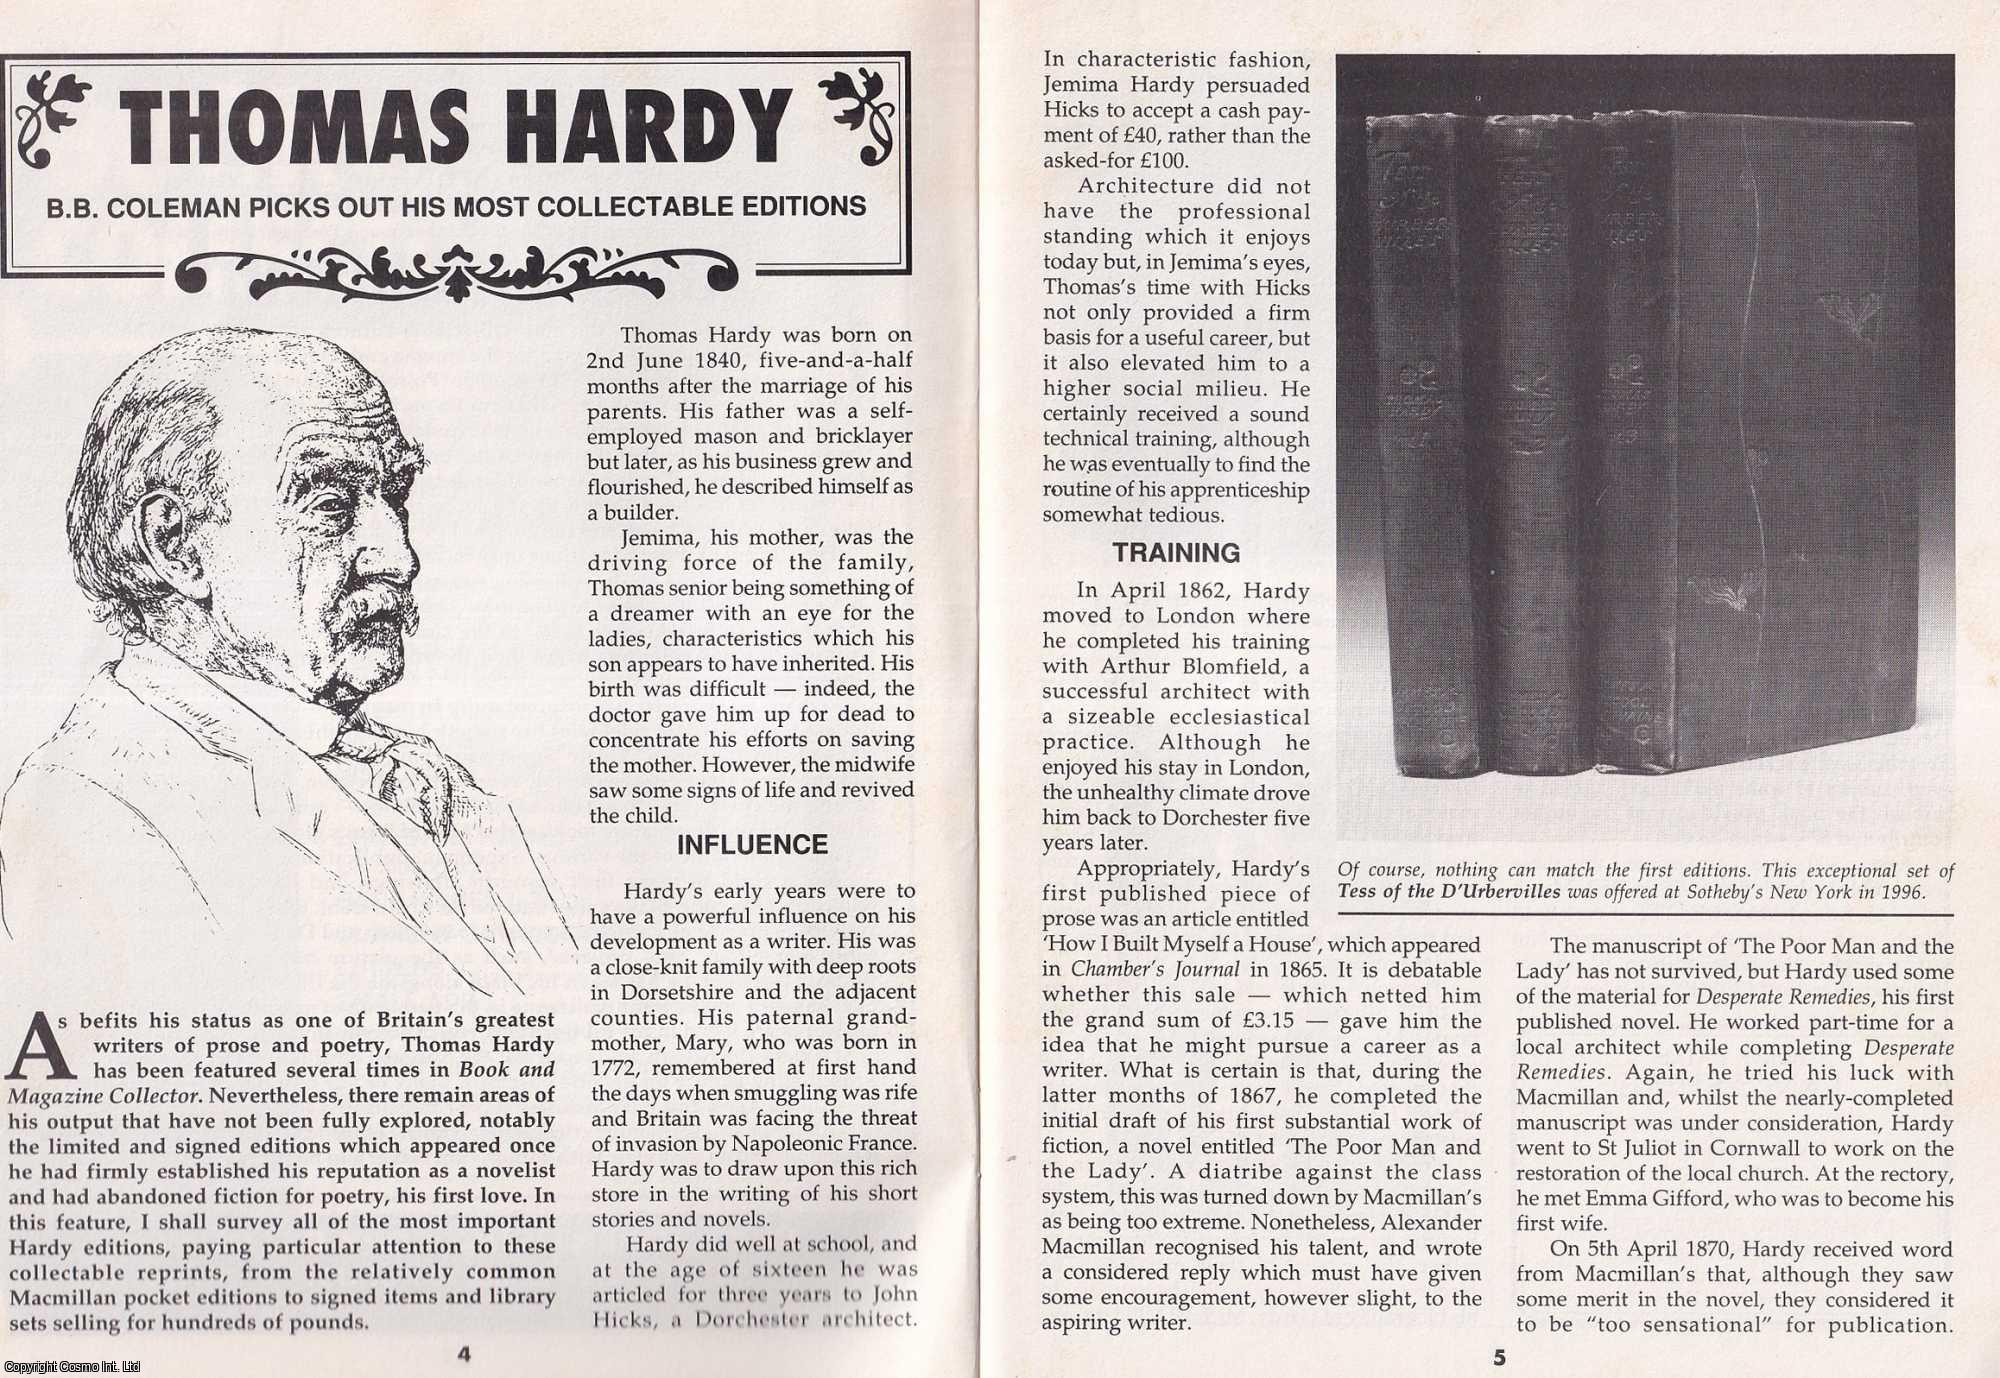 THOMAS HARDY
B.B. COLEMAN PICKS OUT HIS MOST COLLECTABLE EDITIONS
As befits his status as one of Britain's greatest
writers of prose and poetry, Thomas Hardy
has been featured several times in Book and
Magazine Collector. Nevertheless, there remain areas of
his output that have not been fully explored, notably
the limited and signed editions which appeared once
he had firmly established his reputation as a novelist
and had abandoned fiction for poetry, his first love. In
this feature, I shall survey all of the most important
Hardy editions, paying particular attention to these
collectable reprints, from the relatively common
Macmillan pocket editions to signed items and library
sets selling for hundreds of pounds.
Thomas Hardy was born on
2nd June 1840, five-and-a-half
months after the marriage of his
parents. His father was a self-
employed mason and bricklayer
but later, as his business grew and
flourished, he described himself as
a builder.
Jemima, his mother, was the
driving force of the family,
Thomas senior being something of
a dreamer with an eye for the
ladies, characteristics which his
son appears to have inherited. His
birth was difficult — indeed, the
doctor gave him up for dead to
concentrate his efforts on saving
the mother. However, the midwife
saw some signs of life and revived
the child.
INFLUENCE
Hardy's early years were to
have a powerful influence on his
development as a writer. His was
a close-knit family with deep roots
in Dorsetshire and the adjacent
counties. His paternal grand-
mother, Mary, who was born in
1772, remembered at first hand
the days when smuggling was rife
and Britain was facing the threat
of invasion by Napoleonic France.
Hardy was to draw upon this rich
store in the writing of his short
stories and novels.
Hardy did well at school, and
at the age of sixteen he was
articled for three years to John
Hicks, a Dorchester architect.
4
Copyright Cosmo Int. Ltd
In characteristic fashion,
Jemima Hardy persuaded
Hicks to accept a cash pay-
ment of £40, rather than the
asked-for £100.
Architecture did not
have the professional
standing which it enjoys
today but, in Jemima's eyes,
Thomas's time with Hicks
not only provided a firm
basis for a useful career, but
it also elevated him to a
higher social milieu. He
certainly received a sound
technical training, although
he was eventually to find the
routine of his apprenticeship
somewhat tedious.
TRAINING
In April 1862, Hardy
moved to London where
he completed his training
with Arthur Blomfield, a
successful architect with
a sizeable ecclesiastical
practice. Although he
enjoyed his stay in London,
the unhealthy climate drove
him back to Dorchester five
years later.
Appropriately, Hardy's
first published piece of
prose was an article entitled
'How I Built Myself a House', which appeared
in Chamber's Journal in 1865. It is debatable
whether this sale — which netted him
the grand sum of £3.15 — gave him the
idea that he might pursue a career as a
writer. What is certain is that, during the
latter months of 1867, he completed the
initial draft of his first substantial work of
fiction, a novel entitled 'The Poor Man and
the Lady'. A diatribe against the class
system, this was turned down by Macmillan's
as being too extreme. Nonetheless, Alexander
Macmillan recognised his talent, and wrote
a considered reply which must have given
some encouragement, however slight, to the
aspiring writer.
Of course, nothing can match the first editions. This exceptional set of
Tess of the D'Urbervilles was offered at Sotheby's New York in 1996.
The manuscript of 'The Poor Man and the
Lady' has not survived, but Hardy used some
of the material for Desperate Remedies, his first
published novel. He worked part-time for a
local architect while completing Desperate
Remedies. Again, he tried his luck with
Macmillan and, whilst the nearly-completed
manuscript was under consideration, Hardy
went to St Juliot in Cornwall to work on the
restoration of the local church. At the rectory,
he met Emma Gifford, who was to become his
first wife.
On 5th April 1870, Hardy received word
from Macmillan's that, although they saw
some merit in the novel, they considered it
to be "too sensational" for publication.
5